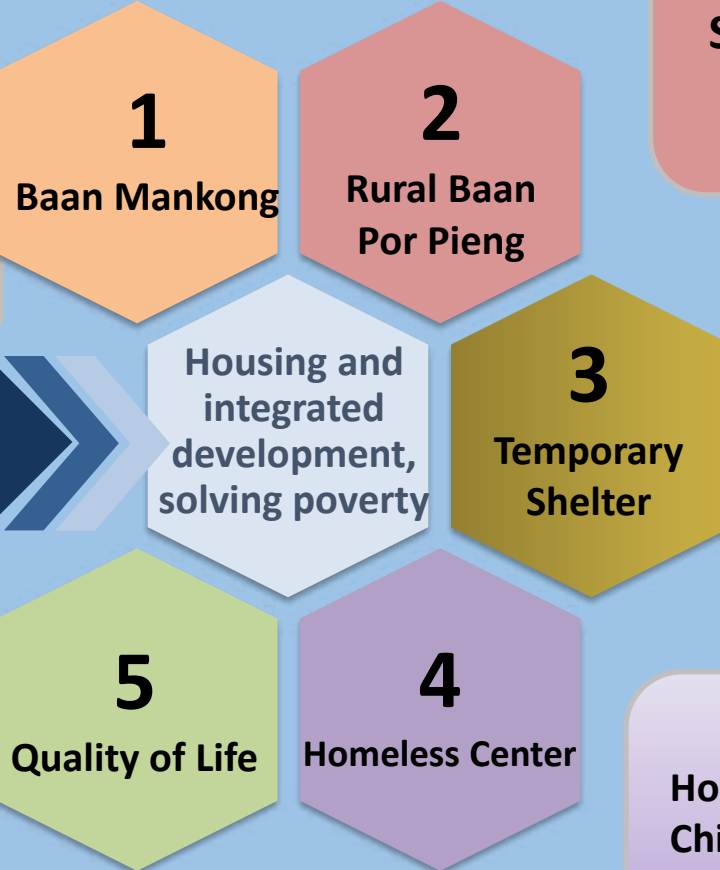 1
Baan Mankong
2
Rural Baan
Por Pieng
Housing and
integrated
development,
solving poverty
3
Temporary
Shelter
5
Quality of Life
4
Homeless Center